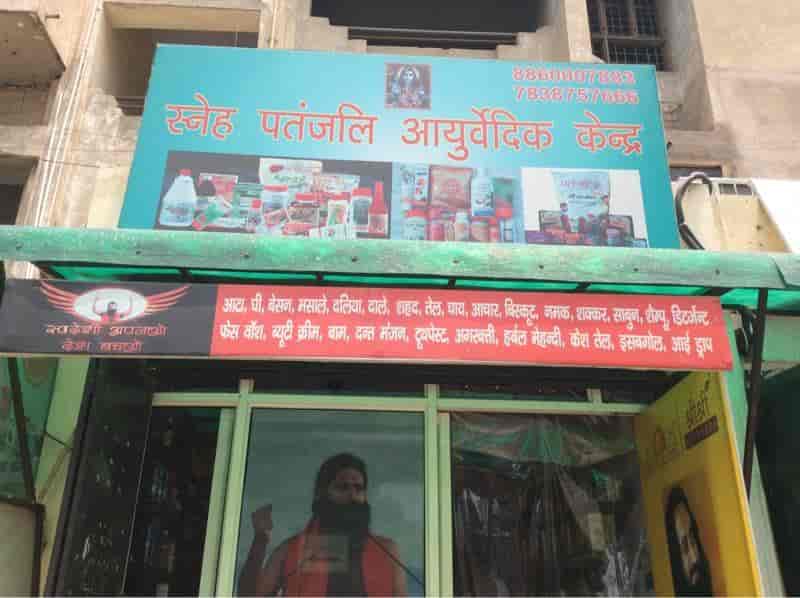 8860007883
7838757666
स्नेह पतंजलि आयुर्वेदिक केन्द्र
आटा, घी, बेसन, मसाले, दलिया, दाले, शहद, तेल, चाय, आचार, बिस्कूट, नमक, शक्कर, साबुन, शैम्पू, डिटर्जेन्ट
फेस वॉश, ब्यूटी क्रीम, बाम, दन्त मंजन, टूथपेस्ट, अगरबत्ती, हर्बल मेहन्दी, केश तेल, इसबगोल, आई ड्राप
स्वदेशी अपनाओ
देश बचाओ
श्री श्री